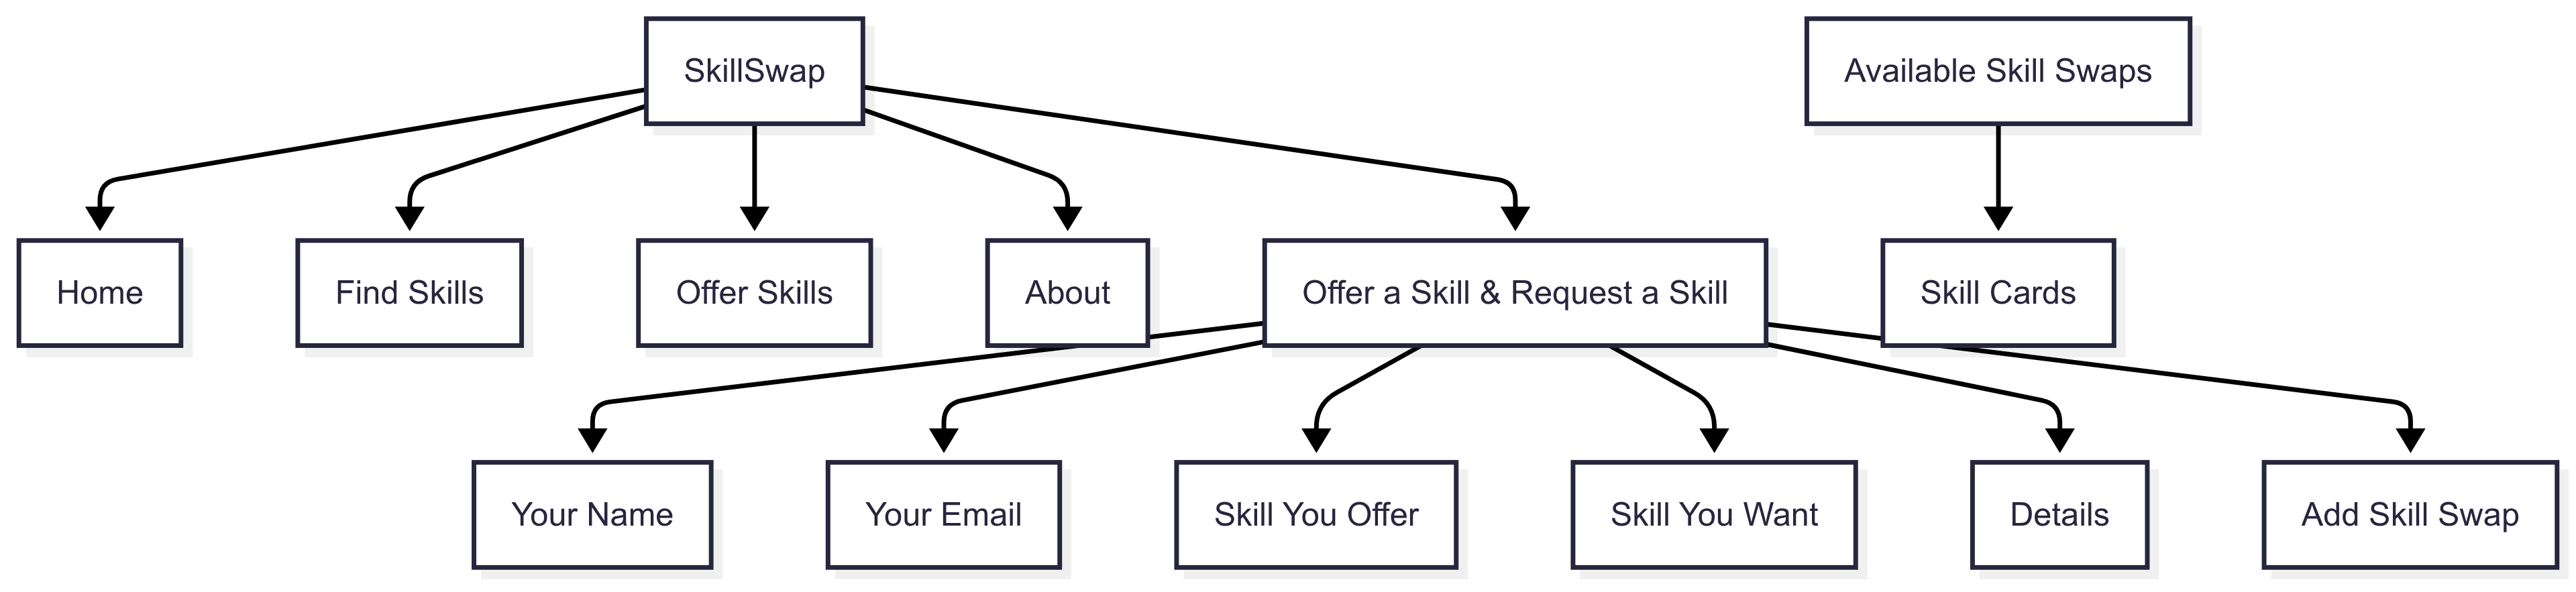 SkillSwap
Available Skill Swaps
Home
Find Skills
Offer Skills
About
Offer a Skill & Request a Skill
Skill Cards
Your Name
Your Email
Skill You Offer
Skill You Want
Details
Add Skill Swap